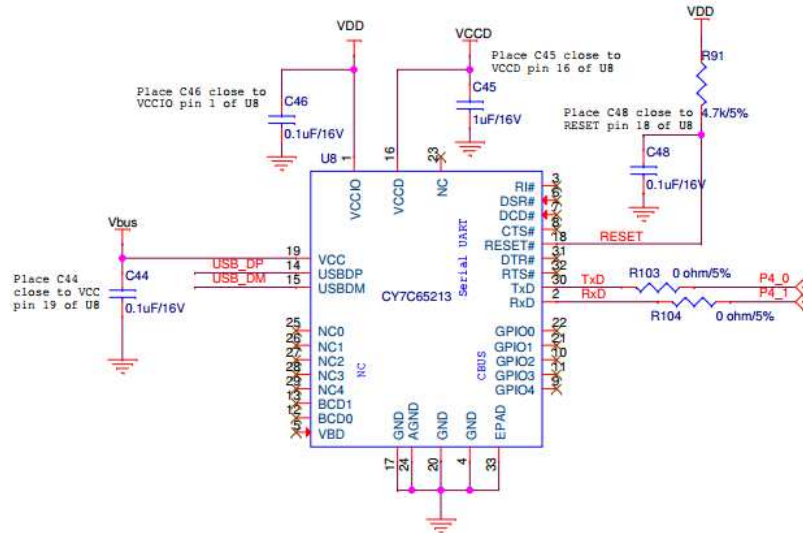 VDD
VCCD
VDD
Place C46 close to
VCCIO pin 1 of U8
C46
0.1uF/16V
Place C45 close to
VCCD pin 16 of U8
C45
1uF/16V
R91
4.7k/5%
Place C48 close to
RESET pin 18 of U8
C48
0.1uF/16V
U8
1
16
23
VCCIO
VCCD
NC
RI#
3
DSR#
6
DCD#
7
CTS#
8
RESET#
18
RESET
DTR#
31
RTS#
32
TxD
30
TxD
R103
0 ohm/5%
P4_0
RxD
2
RxD
R104
0 ohm/5%
P4_1
Serial UART
CY7C65213
Vbus
19
VCC
USB_DP
14
USBDP
USB_DM
15
USBDM
Place C44
close to VCC
pin 19 of U8
C44
0.1uF/16V
25
NC0
26
NC1
27
NC2
28
NC3
29
NC4
13
BCD1
12
BCD0
5
VBD
NC
CBUS
GPIO0
22
GPIO1
21
GPIO2
10
GPIO3
11
GPIO4
9
GND
AGND
GND
GND
EPAD
17
24
20
4
33